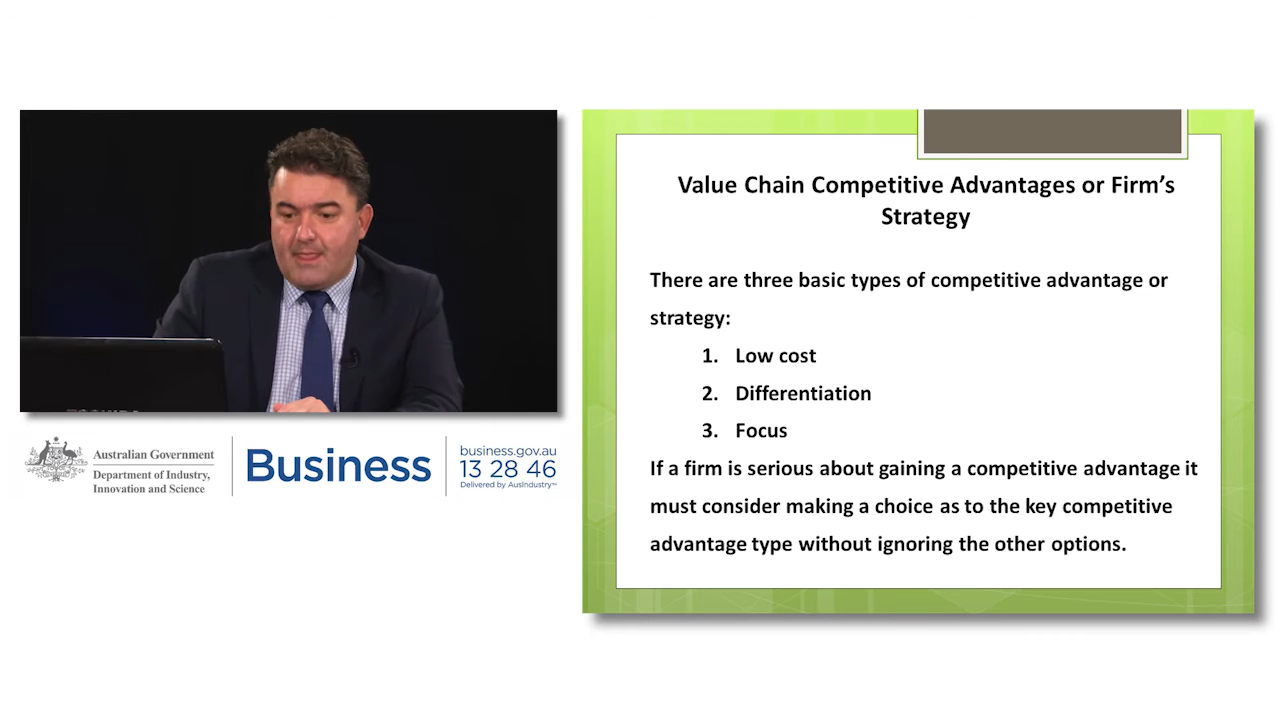 Australian Government
Department of Industry,
Innovation and Science
Business
business.gov.au
13 28 46
Delivered by AusIndustry™
Value Chain Competitive Advantages or Firm’s
Strategy
There are three basic types of competitive advantage or
strategy:
1. Low cost
2. Differentiation
3. Focus
If a firm is serious about gaining a competitive advantage it
must consider making a choice as to the key competitive
advantage type without ignoring the other options.